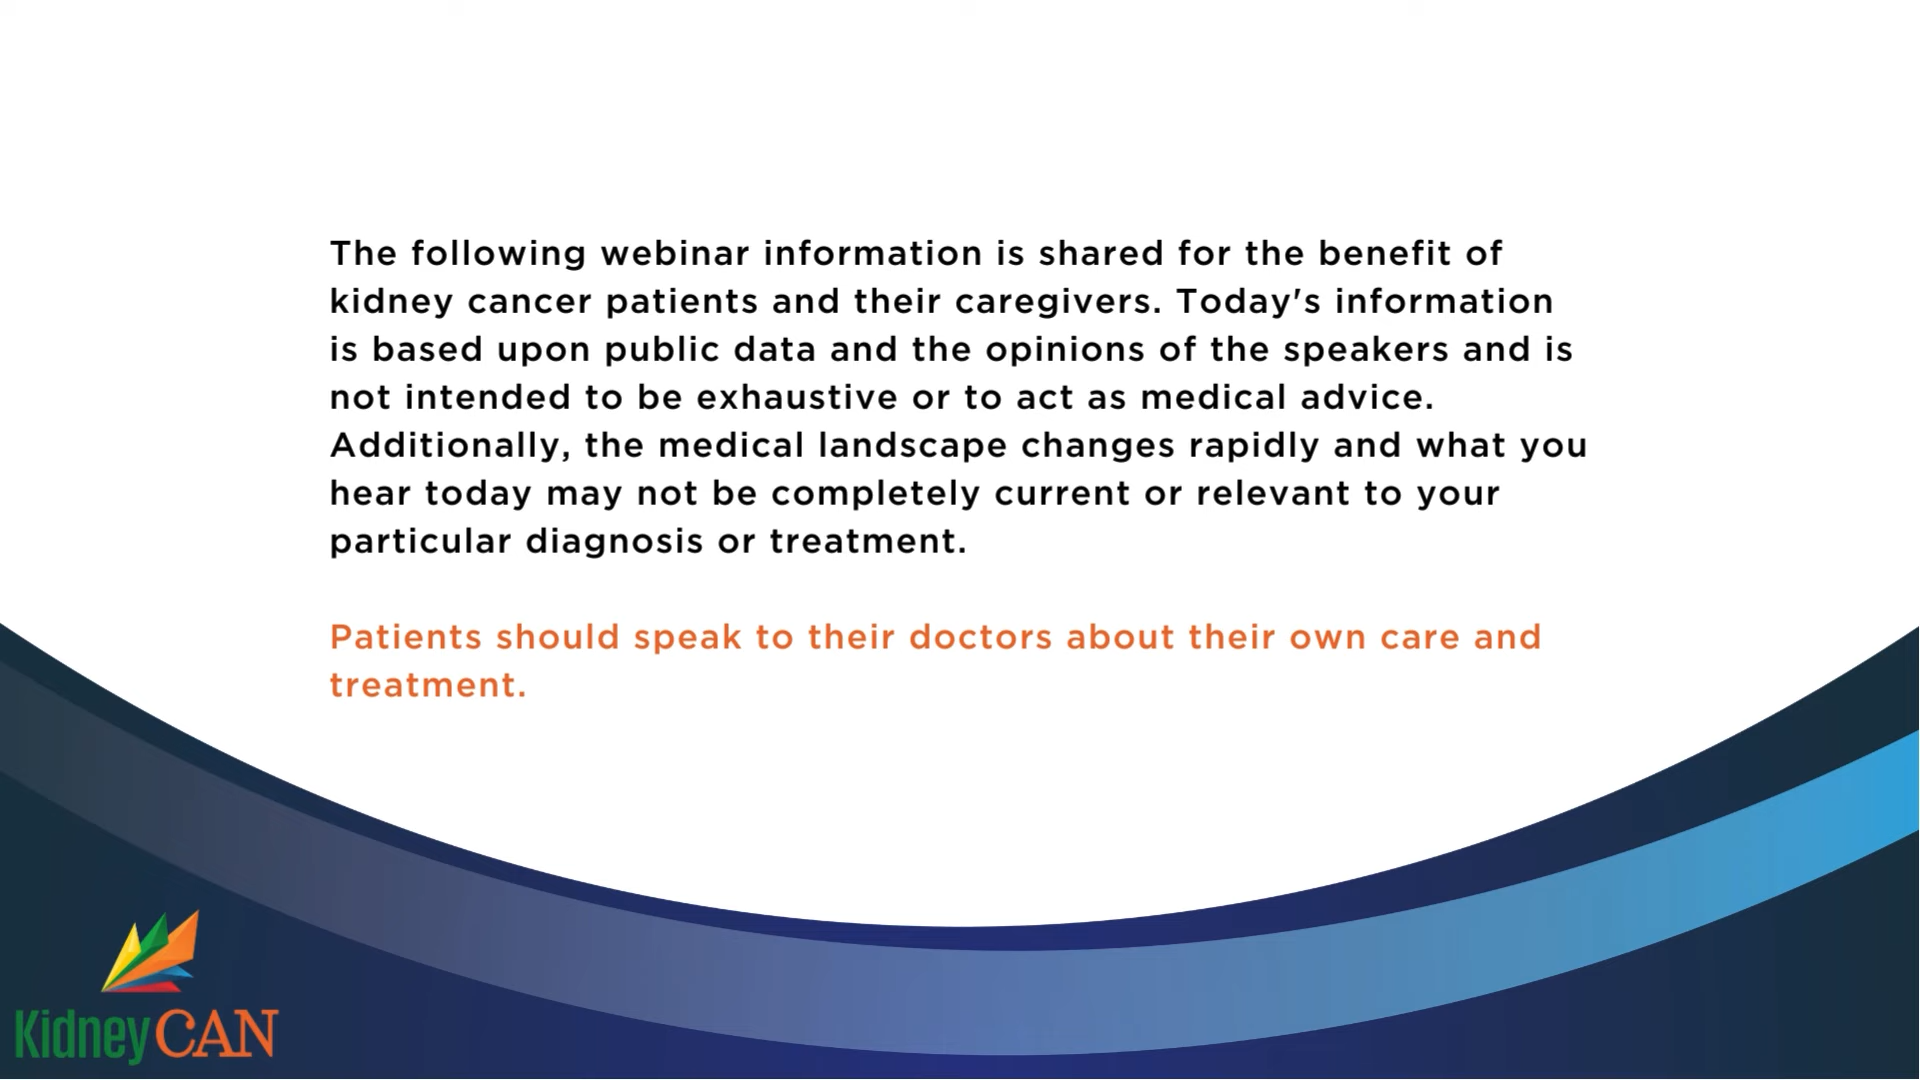 The following webinar information is shared for the benefit of
kidney cancer patients and their caregivers. Today's information
is based upon public data and the opinions of the speakers and is
not intended to be exhaustive or to act as medical advice.
Additionally, the medical landscape changes rapidly and what you
hear today may not be completely current or relevant to your
particular diagnosis or treatment.
Patients should speak to their doctors about their own care and
treatment.
KidneyCAN